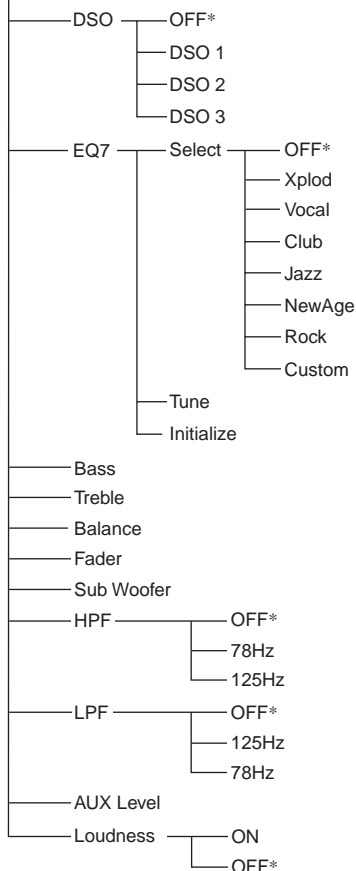 DSO OFF*
DSO 1
DSO 2
DSO 3
EQ7 Select OFF*
Xplod
Vocal
Club
Jazz
NewAge
Rock
Custom
Tune
Initialize
Bass
Treble
Balance
Fader
Sub Woofer
HPF OFF*
78Hz
125Hz
LPF OFF*
125Hz
78Hz
AUX Level
Loudness ON
OFF*